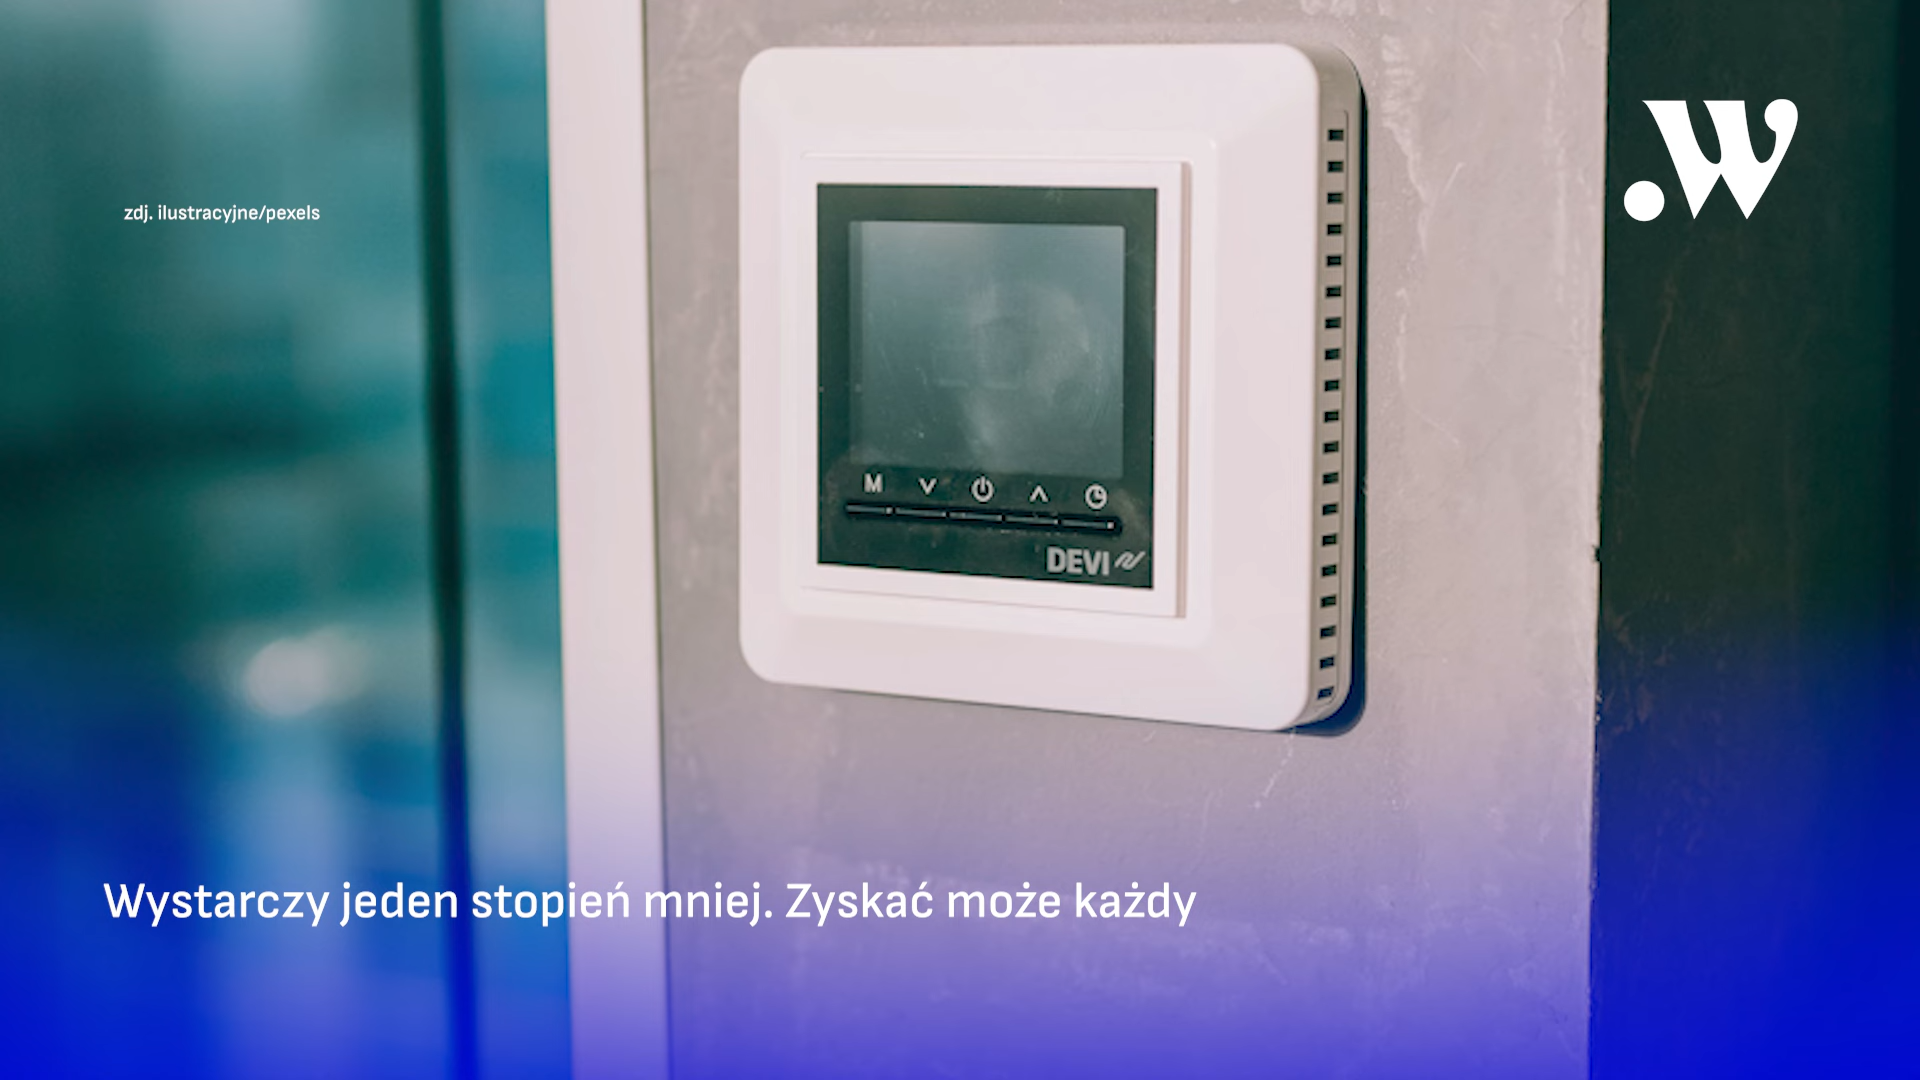 zdj. ilustracyjne/pexels
.W
M
DEVI
Wystarczy jeden stopień mniej. Zyskać może każdy